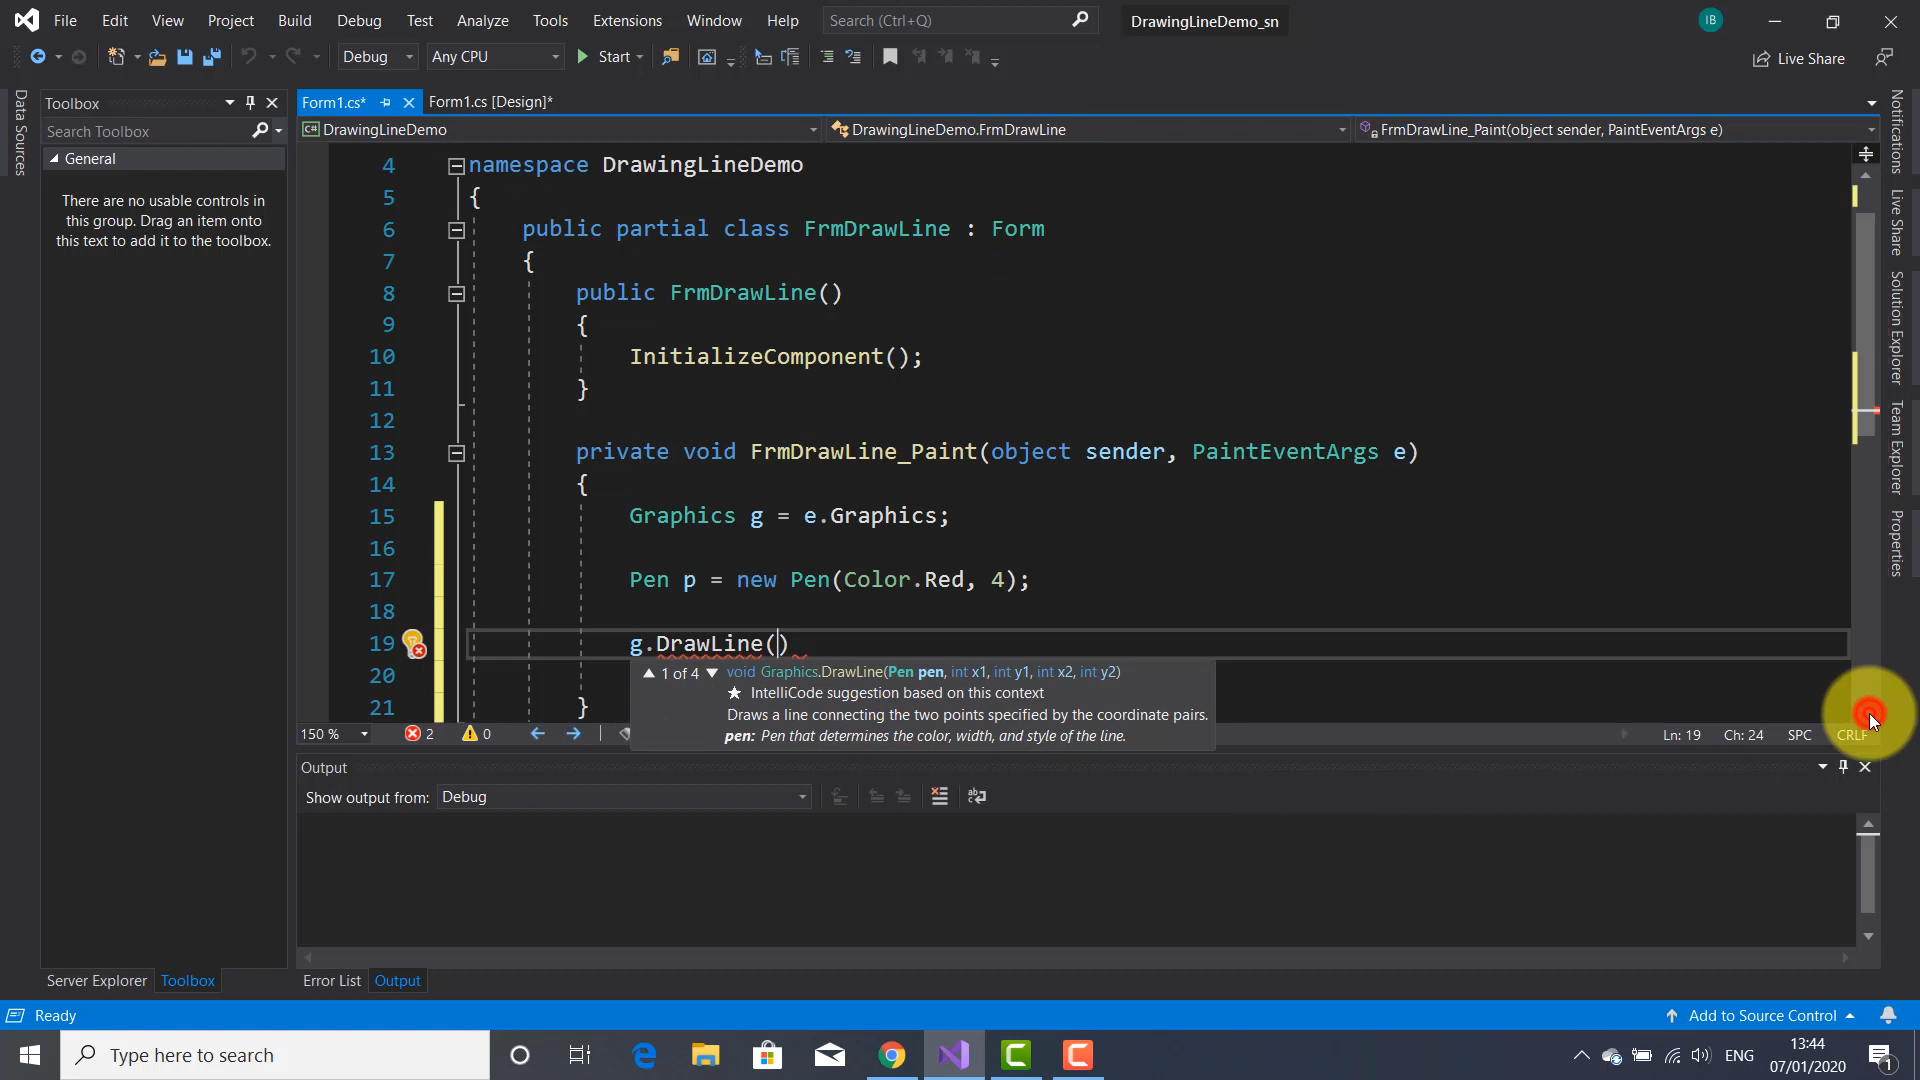 File Edit View Project Build Debug Test Analyze Tools Extensions Window Help Search (Ctrl+Q) DrawingLineDemo_sn IB
Debug Any CPU Start Live Share
Data Sources
Toolbox
Search Toolbox
General
There are no usable controls in
this group. Drag an item onto
this text to add it to the toolbox.
Form1.cs* Form1.cs [Design]*
C# DrawingLineDemo DrawingLineDemo.FrmDrawLine FrmDrawLine_Paint(object sender, PaintEventArgs e)
4 namespace DrawingLineDemo
5 {
6 public partial class FrmDrawLine : Form
7 {
8 public FrmDrawLine()
9 {
10 InitializeComponent();
11 }
12
13 private void FrmDrawLine_Paint(object sender, PaintEventArgs e)
14 {
15 Graphics g = e.Graphics;
16
17 Pen p = new Pen(Color.Red, 4);
18
19 g.DrawLine()
20
21 }
1 of 4 void Graphics.DrawLine(Pen pen, int x1, int y1, int x2, int y2)
★ IntelliCode suggestion based on this context
Draws a line connecting the two points specified by the coordinate pairs.
pen: Pen that determines the color, width, and style of the line.
150 % 2 0 Ln: 19 Ch: 24 SPC CRLF
Notifications
Live Share
Solution Explorer
Team Explorer
Properties
Output
Show output from: Debug
Server Explorer Toolbox Error List Output
Ready Add to Source Control
Type here to search ENG 13:44
07/01/2020 1